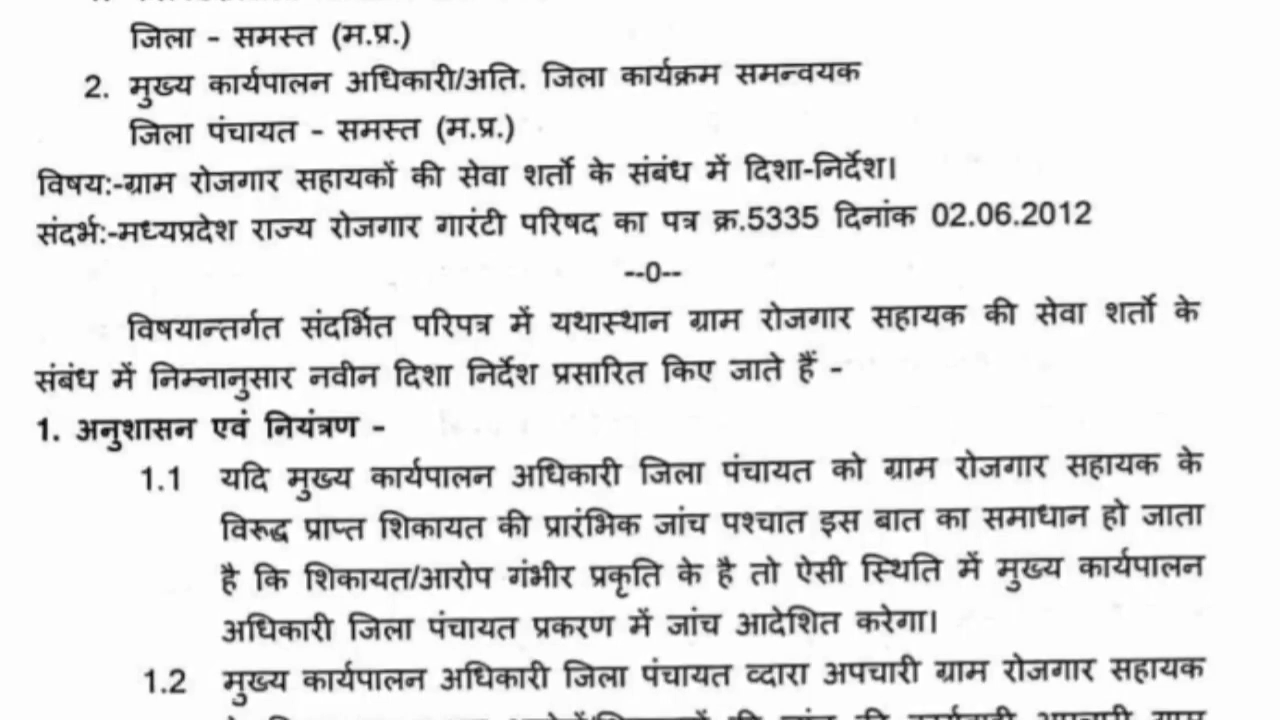 जिला - समस्त (म.प्र.)
2. मुख्य कार्यपालन अधिकारी/अति. जिला कार्यक्रम समन्वयक
जिला पंचायत - समस्त (म.प्र.)
विषय:-ग्राम रोजगार सहायकों की सेवा शर्तो के संबंध में दिशा-निर्देश।
संदर्भ:-मध्यप्रदेश राज्य रोजगार गारंटी परिषद का पत्र क्र.5335 दिनांक 02.06.2012
--0--
विषयान्तर्गत संदर्भित परिपत्र में यथास्थान ग्राम रोजगार सहायक की सेवा शर्तो के
संबंध में निम्नानुसार नवीन दिशा निर्देश प्रसारित किए जाते हैं -
1. अनुशासन एवं नियंत्रण -
1.1 यदि मुख्य कार्यपालन अधिकारी जिला पंचायत को ग्राम रोजगार सहायक के
विरूद्ध प्राप्त शिकायत की प्रारंभिक जांच पश्चात इस बात का समाधान हो जाता
है कि शिकायत/आरोप गंभीर प्रकृति के है तो ऐसी स्थिति में मुख्य कार्यपालन
अधिकारी जिला पंचायत प्रकरण में जांच आदेशित करेगा।
1.2 मुख्य कार्यपालन अधिकारी जिला पंचायत व्दारा अपचारी ग्राम रोजगार सहायक